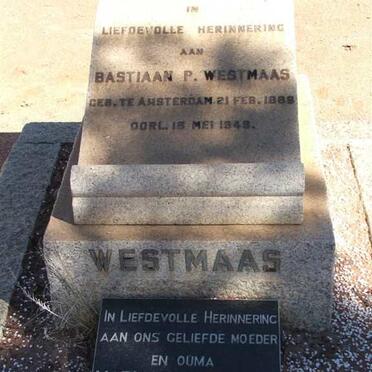 IN
LIEFDEVOLLE HERINNERING
AAN
BASTIAAN P. WESTMAAS
GEB. TE AMSTERDAM 21 FEB. 1889
OORL. 15 MEI 1949.
WESTMAAS
IN LIEFDEVOLLE HERINNERING
AAN ONS GELIEFDE MOEDER
EN OUMA